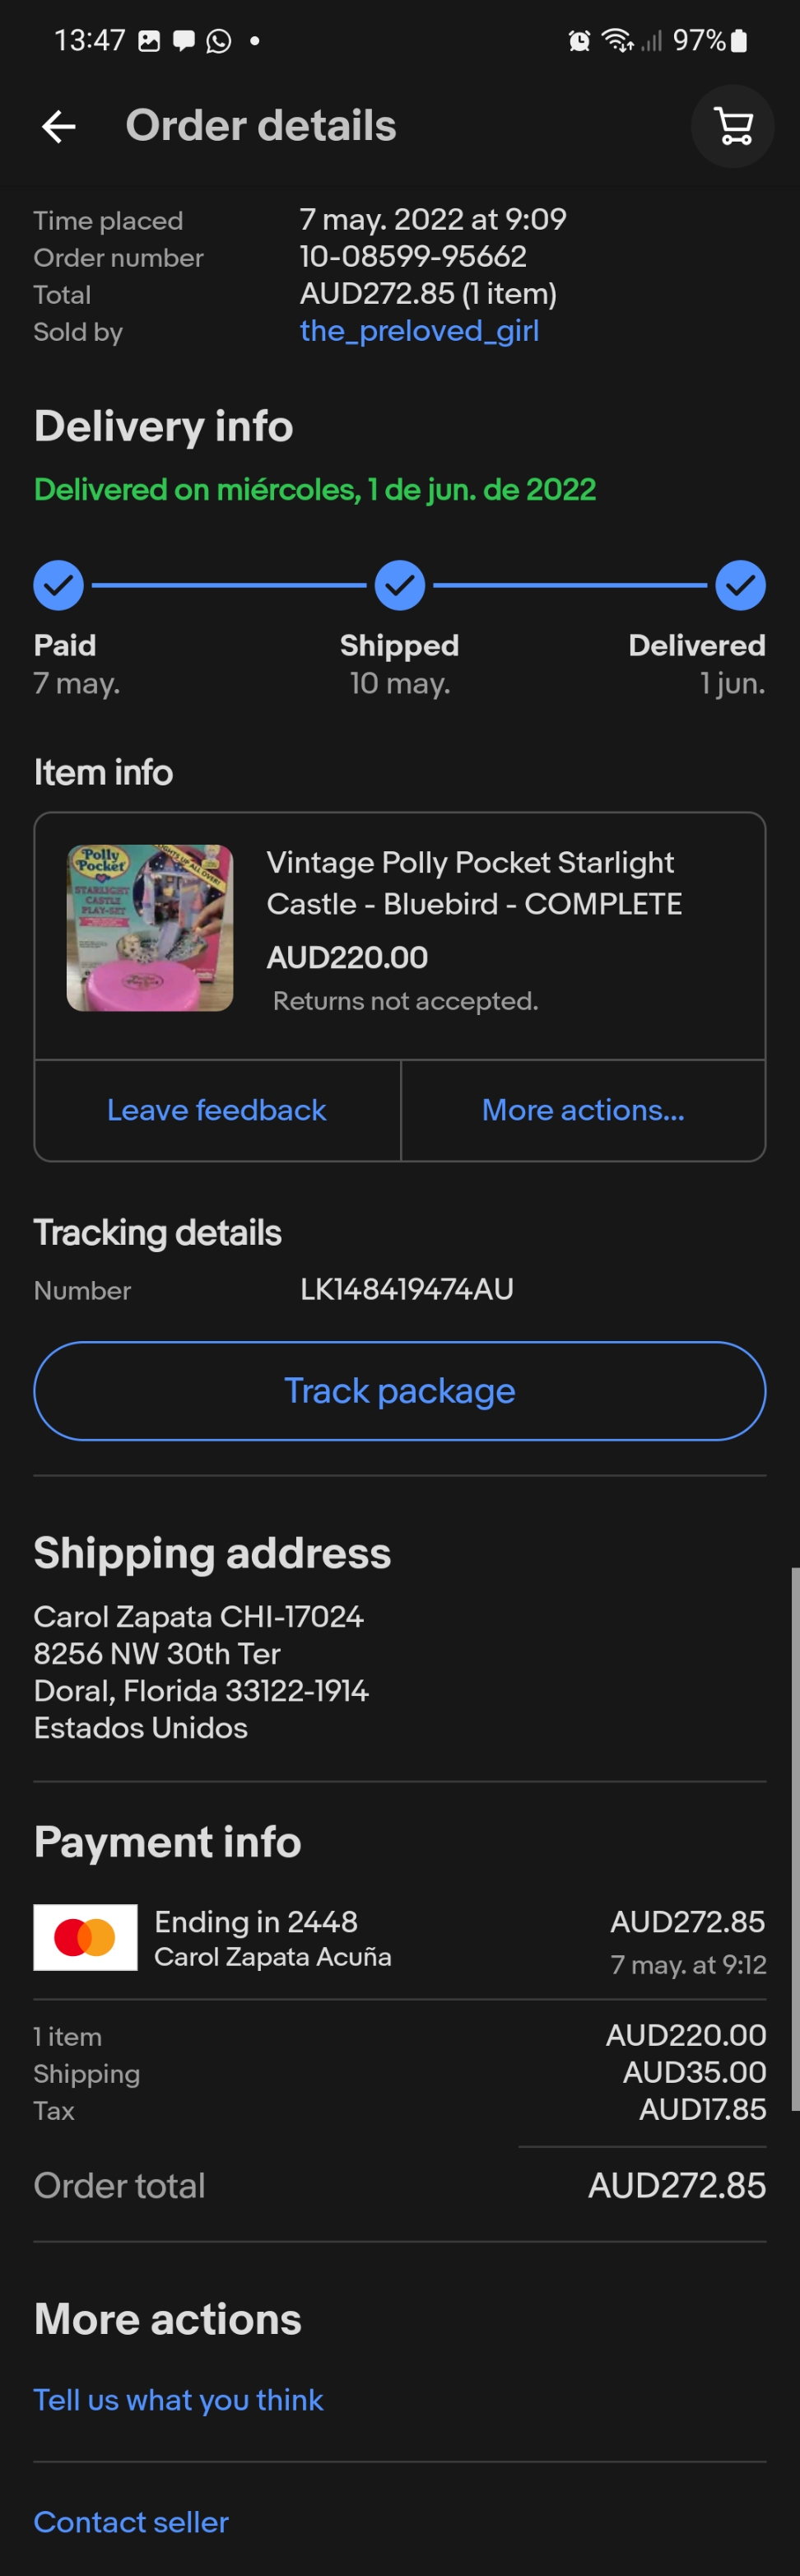 13:47
97%
Order details
Time placed 7 may. 2022 at 9:09
Order number 10-08599-95662
Total AUD272.85 (1 item)
Sold by the_preloved_girl
Delivery info
Delivered on miércoles, 1 de jun. de 2022
Paid Shipped Delivered
7 may. 10 may. 1 jun.
Item info
Polly
Pocket
LIGHTS UP ALL OVER!
STARLIGHT
CASTLE
PLAY-SET
Vintage Polly Pocket Starlight
Castle - Bluebird - COMPLETE
AUD220.00
Returns not accepted.
Leave feedback More actions...
Tracking details
Number LK148419474AU
Track package
Shipping address
Carol Zapata CHI-17024
8256 NW 30th Ter
Doral, Florida 33122-1914
Estados Unidos
Payment info
Ending in 2448 AUD272.85
Carol Zapata Acuña 7 may. at 9:12
1 item AUD220.00
Shipping AUD35.00
Tax AUD17.85
Order total AUD272.85
More actions
Tell us what you think
Contact seller